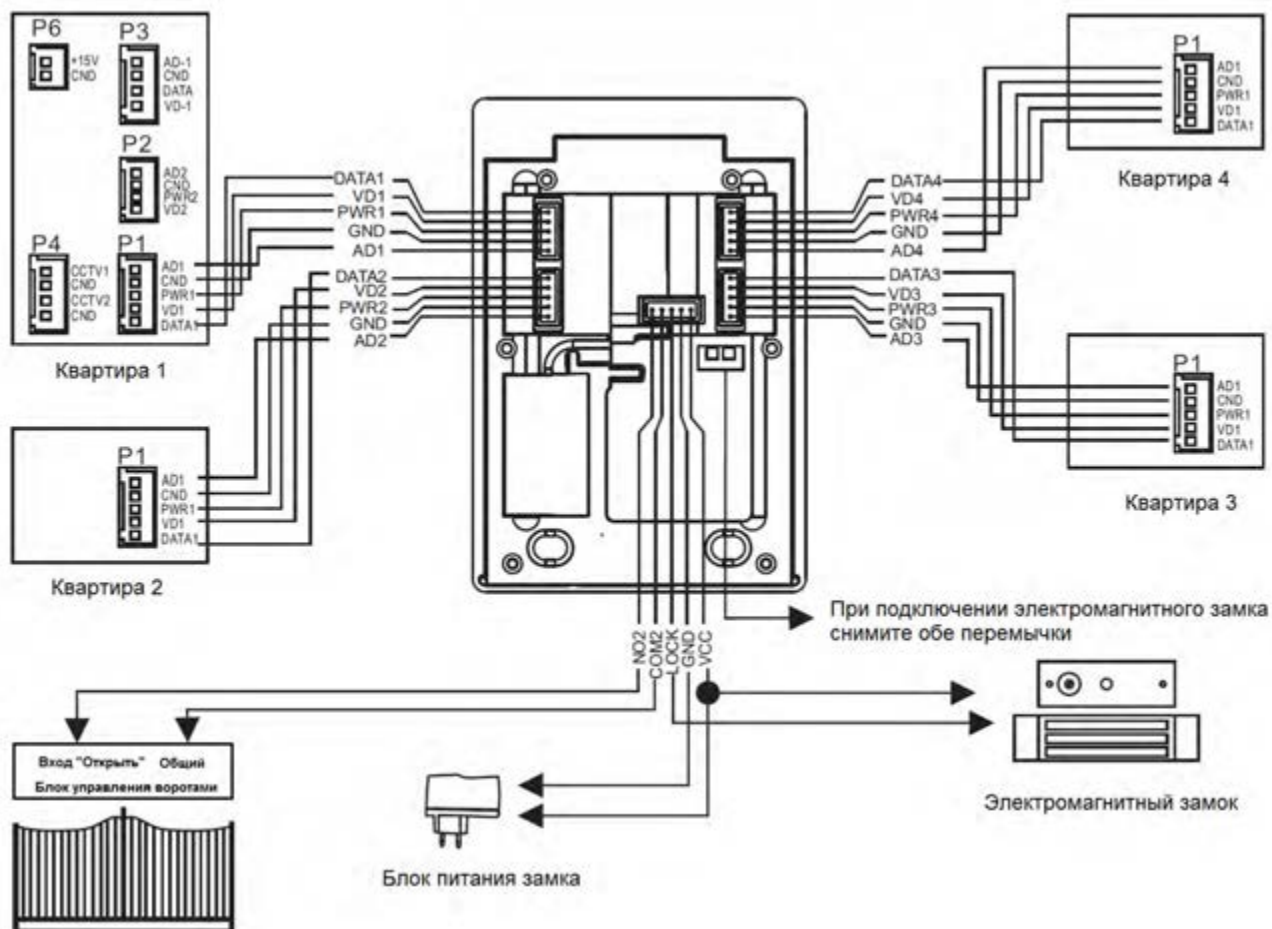 P6
+15V
CND
P3
AD-1
CND
DATA
VD-1
P2
AD2
CND
PWR2
VD2
P4
CCTV1
CND
CCTV2
CND
P1
AD1
CND
PWR1
VD1
DATA1
Квартира 1
P1
AD1
CND
PWR1
VD1
DATA1
Квартира 2
DATA1
VD1
PWR1
GND
AD1
DATA2
VD2
PWR2
GND
AD2
DATA4
VD4
PWR4
GND
AD4
DATA3
VD3
PWR3
GND
AD3
P1
AD1
CND
PWR1
VD1
DATA1
Квартира 4
P1
AD1
CND
PWR1
VD1
DATA1
Квартира 3
NO2
COM2
LOCK
GND
VCC
При подключении электромагнитного замка
снимите обе перемычки
Вход "Открыть" Общий
Блок управления воротами
Блок питания замка
Электромагнитный замок